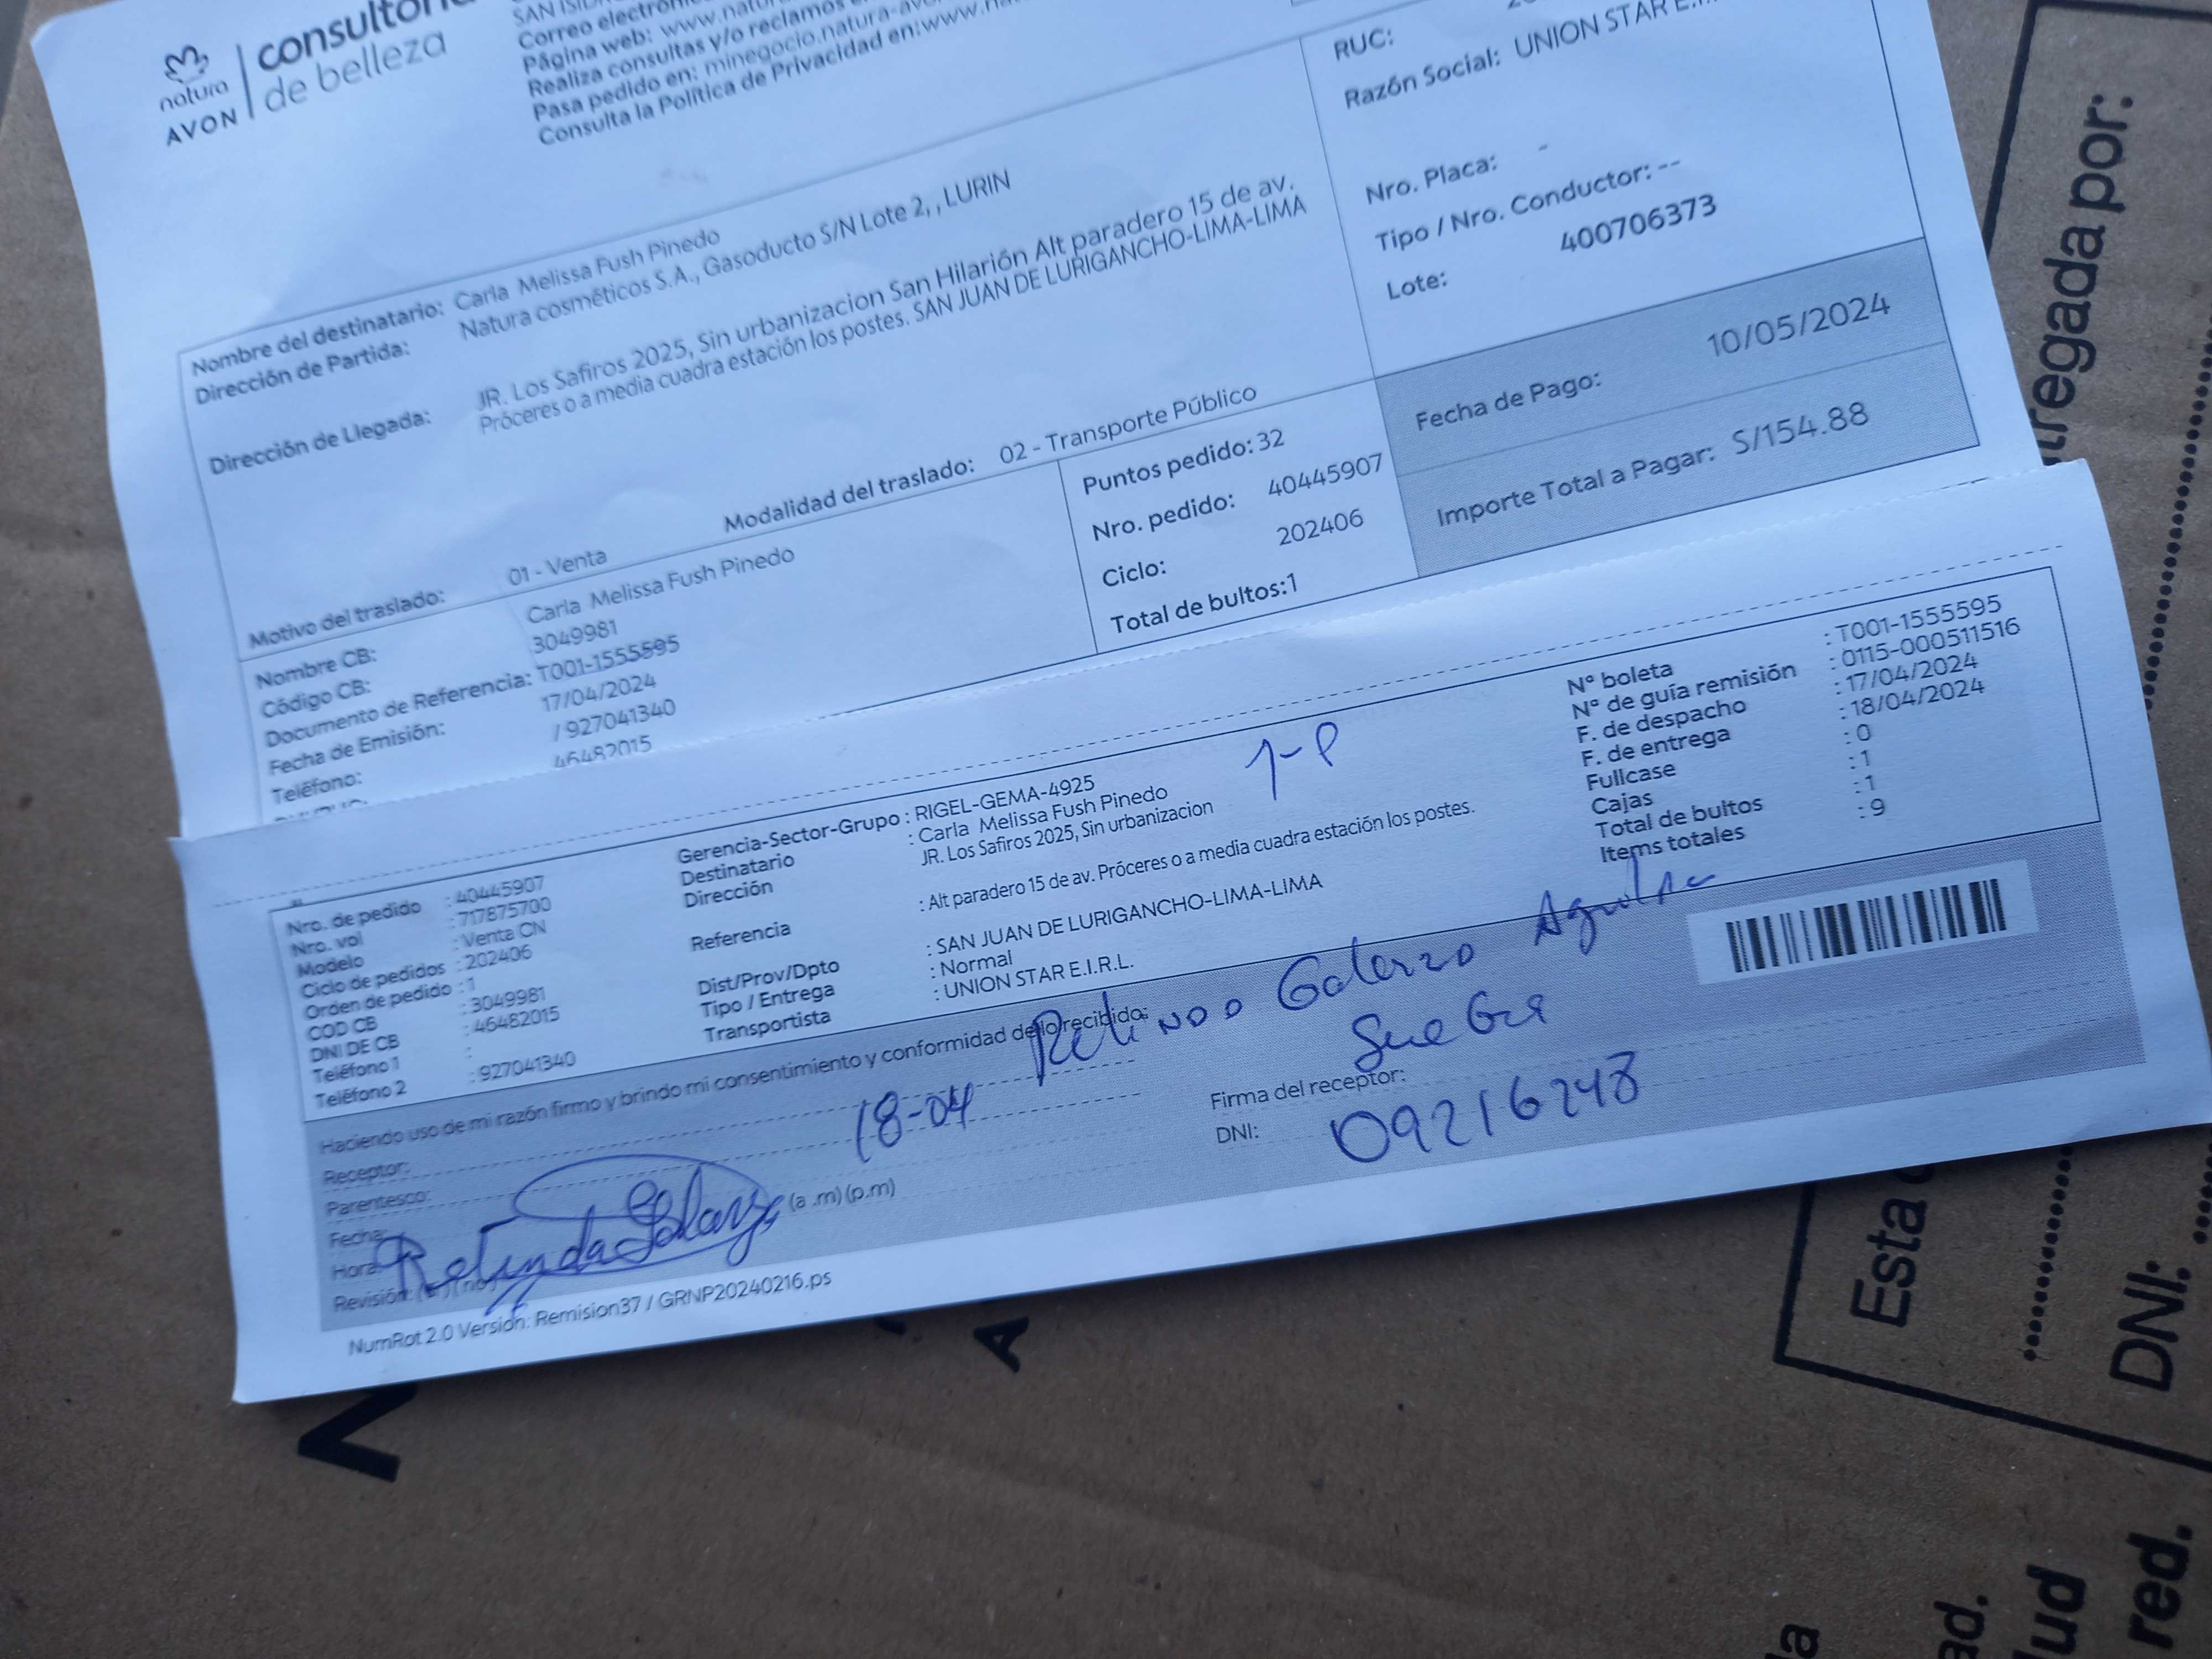 natura
AVON
consultoría
de belleza
SAN ISIDRO
Correo electrónico
Página web: www.natura
Realiza consultas y/o reclamos
Pasa pedido en: minegocio.natura-avon
Consulta la Política de Privacidad en:www.
RUC:
Razón Social: UNION STAR E.I.
Nro. Placa: -
Tipo / Nro. Conductor: --
Lote: 400706373
Nombre del destinatario: Carla Melissa Fush Pinedo
Dirección de Partida: Natura cosméticos S.A., Gasoducto S/N Lote 2, , LURIN
Dirección de Llegada: JR. Los Safiros 2025, Sin urbanizacion San Hilarión Alt paradero 15 de av.
Próceres o a media cuadra estación los postes. SAN JUAN DE LURIGANCHO-LIMA-LIMA
Motivo del traslado: 01 - Venta
Modalidad del traslado: 02 - Transporte Público
Fecha de Pago: 10/05/2024
Importe Total a Pagar: S/154.88
Nombre CB: Carla Melissa Fush Pinedo
Código CB: 3049981
Documento de Referencia: T001-1555595
Fecha de Emisión: 17/04/2024
Teléfono: / 927041340
46482015
Puntos pedido: 32
Nro. pedido: 40445907
Ciclo: 202406
Total de bultos:1
Nro. de pedido : 40445907
Nro. vol : 717875700
Modelo : Venta CN
Ciclo de pedidos : 202406
Orden de pedido : 1
COD CB : 3049981
DNI DE CB : 46482015
Teléfono 1 :
Teléfono 2 : 927041340
Gerencia-Sector-Grupo : RIGEL-GEMA-4925
Destinatario : Carla Melissa Fush Pinedo
Dirección JR. Los Safiros 2025, Sin urbanizacion
Referencia : Alt paradero 15 de av. Próceres o a media cuadra estación los postes.
Dist/Prov/Dpto : SAN JUAN DE LURIGANCHO-LIMA-LIMA
Tipo / Entrega : Normal
Transportista : UNION STAR E.I.R.L.
1-P
N° boleta : T001-1555595
N° de guía remisión : 0115-000511516
F. de despacho : 17/04/2024
F. de entrega : 18/04/2024
Fullcase : 0
Cajas : 1
Total de bultos : 1
Items totales : 9
Haciendo uso de mi razón firmo y brindo mi consentimiento y conformidad de lo recibido:
Receptor: Galarzo
Parentesco: Suegra
Fecha: 18-04
Hora: (a .m) (p.m)
Revisión: (no)
Firma del receptor:
DNI: 09216248
NumRot 2.0 Versión: Remision37 / GRNP20240216.ps
tregada por:
Esta
DNI:
ad.
lud
red.